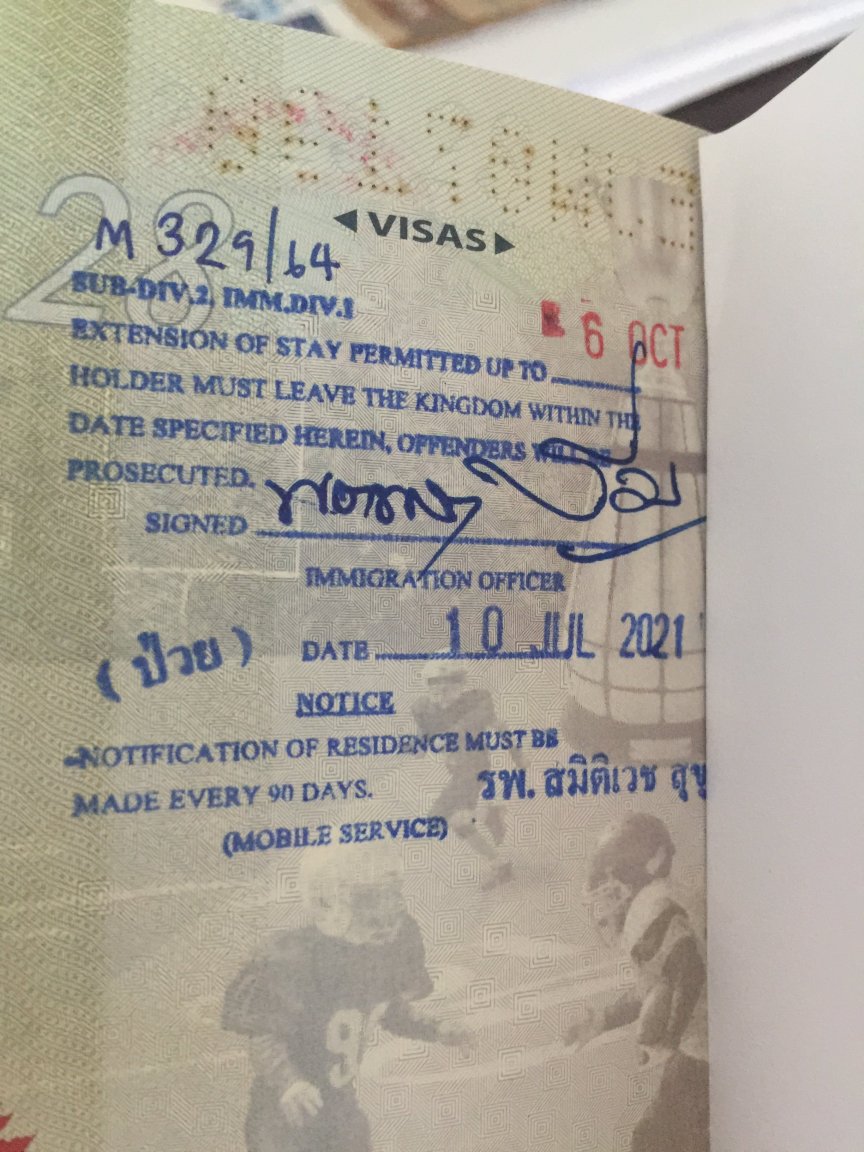 28
◀ VISAS ▶
M 329/64
SUB-DIV.2, IMM.DIV.1
EXTENSION OF STAY PERMITTED UP TO 6 OCT
HOLDER MUST LEAVE THE KINGDOM WITHIN THE
DATE SPECIFIED HEREIN, OFFENDERS WILL BE
PROSECUTED.
SIGNED
IMMIGRATION OFFICER
(ป่วย) DATE 10 JUL 2021
NOTICE
-NOTIFICATION OF RESIDENCE MUST BE
MADE EVERY 90 DAYS. รพ. สมิติเวช สุขุ
(MOBILE SERVICE)